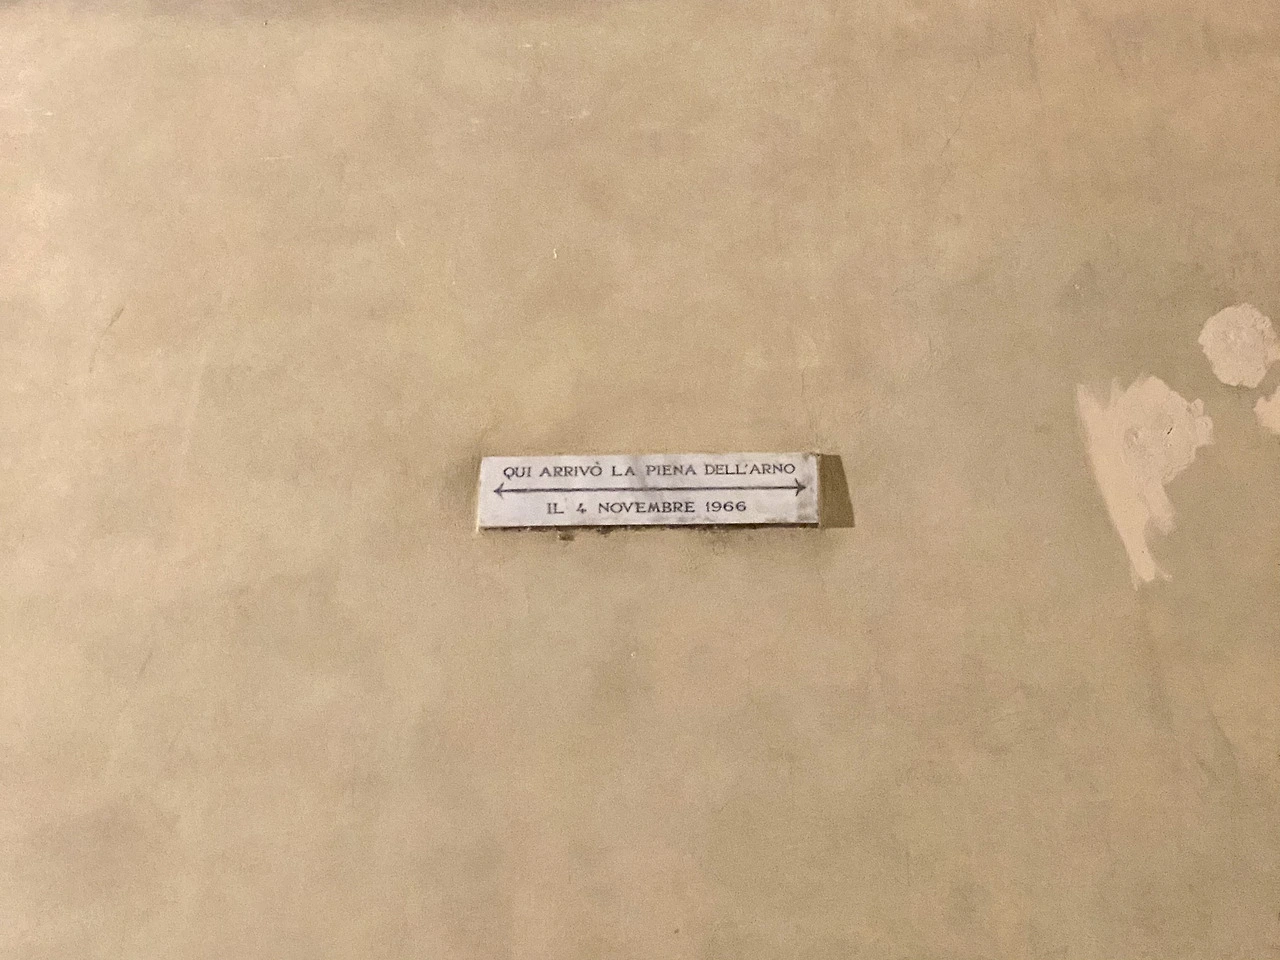 QUI ARRIVÒ LA PIENA DELL'ARNO
IL 4 NOVEMBRE 1966